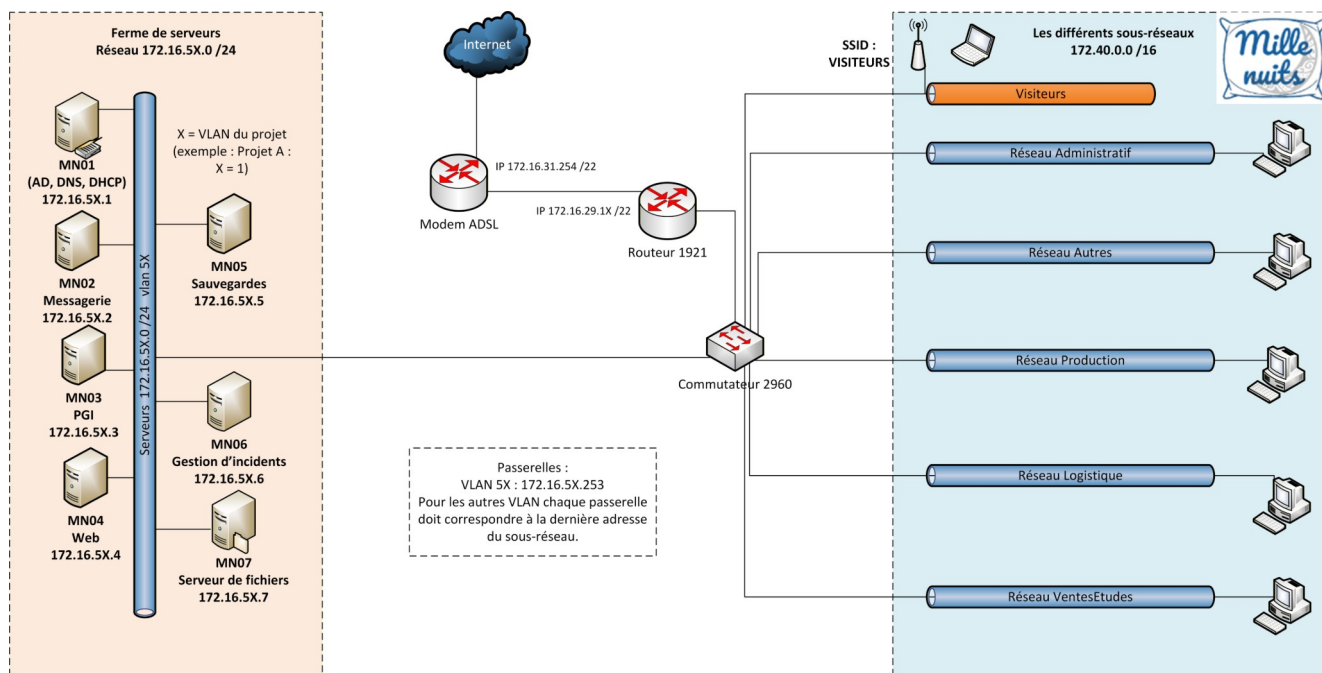 Ferme de serveurs
Réseau 172.16.5X.0 /24
MN01
(AD, DNS, DHCP)
172.16.5X.1
X = VLAN du projet
(exemple : Projet A :
X = 1)
MN02
Messagerie
172.16.5X.2
MN05
Sauvegardes
172.16.5X.5
Serveurs 172.16.5X.0 /24 vlan 5X
MN03
PGI
172.16.5X.3
MN06
Gestion d'incidents
172.16.5X.6
MN04
Web
172.16.5X.4
MN07
Serveur de fichiers
172.16.5X.7
Internet
IP 172.16.31.254 /22
Modem ADSL
IP 172.16.29.1X /22
Routeur 1921
Commutateur 2960
Passerelles :
VLAN 5X : 172.16.5X.253
Pour les autres VLAN chaque passerelle
doit correspondre à la dernière adresse
du sous-réseau.
SSID :
VISITEURS
Les différents sous-réseaux
172.40.0.0 /16
Mille
nuits
Visiteurs
Réseau Administratif
Réseau Autres
Réseau Production
Réseau Logistique
Réseau VentesEtudes